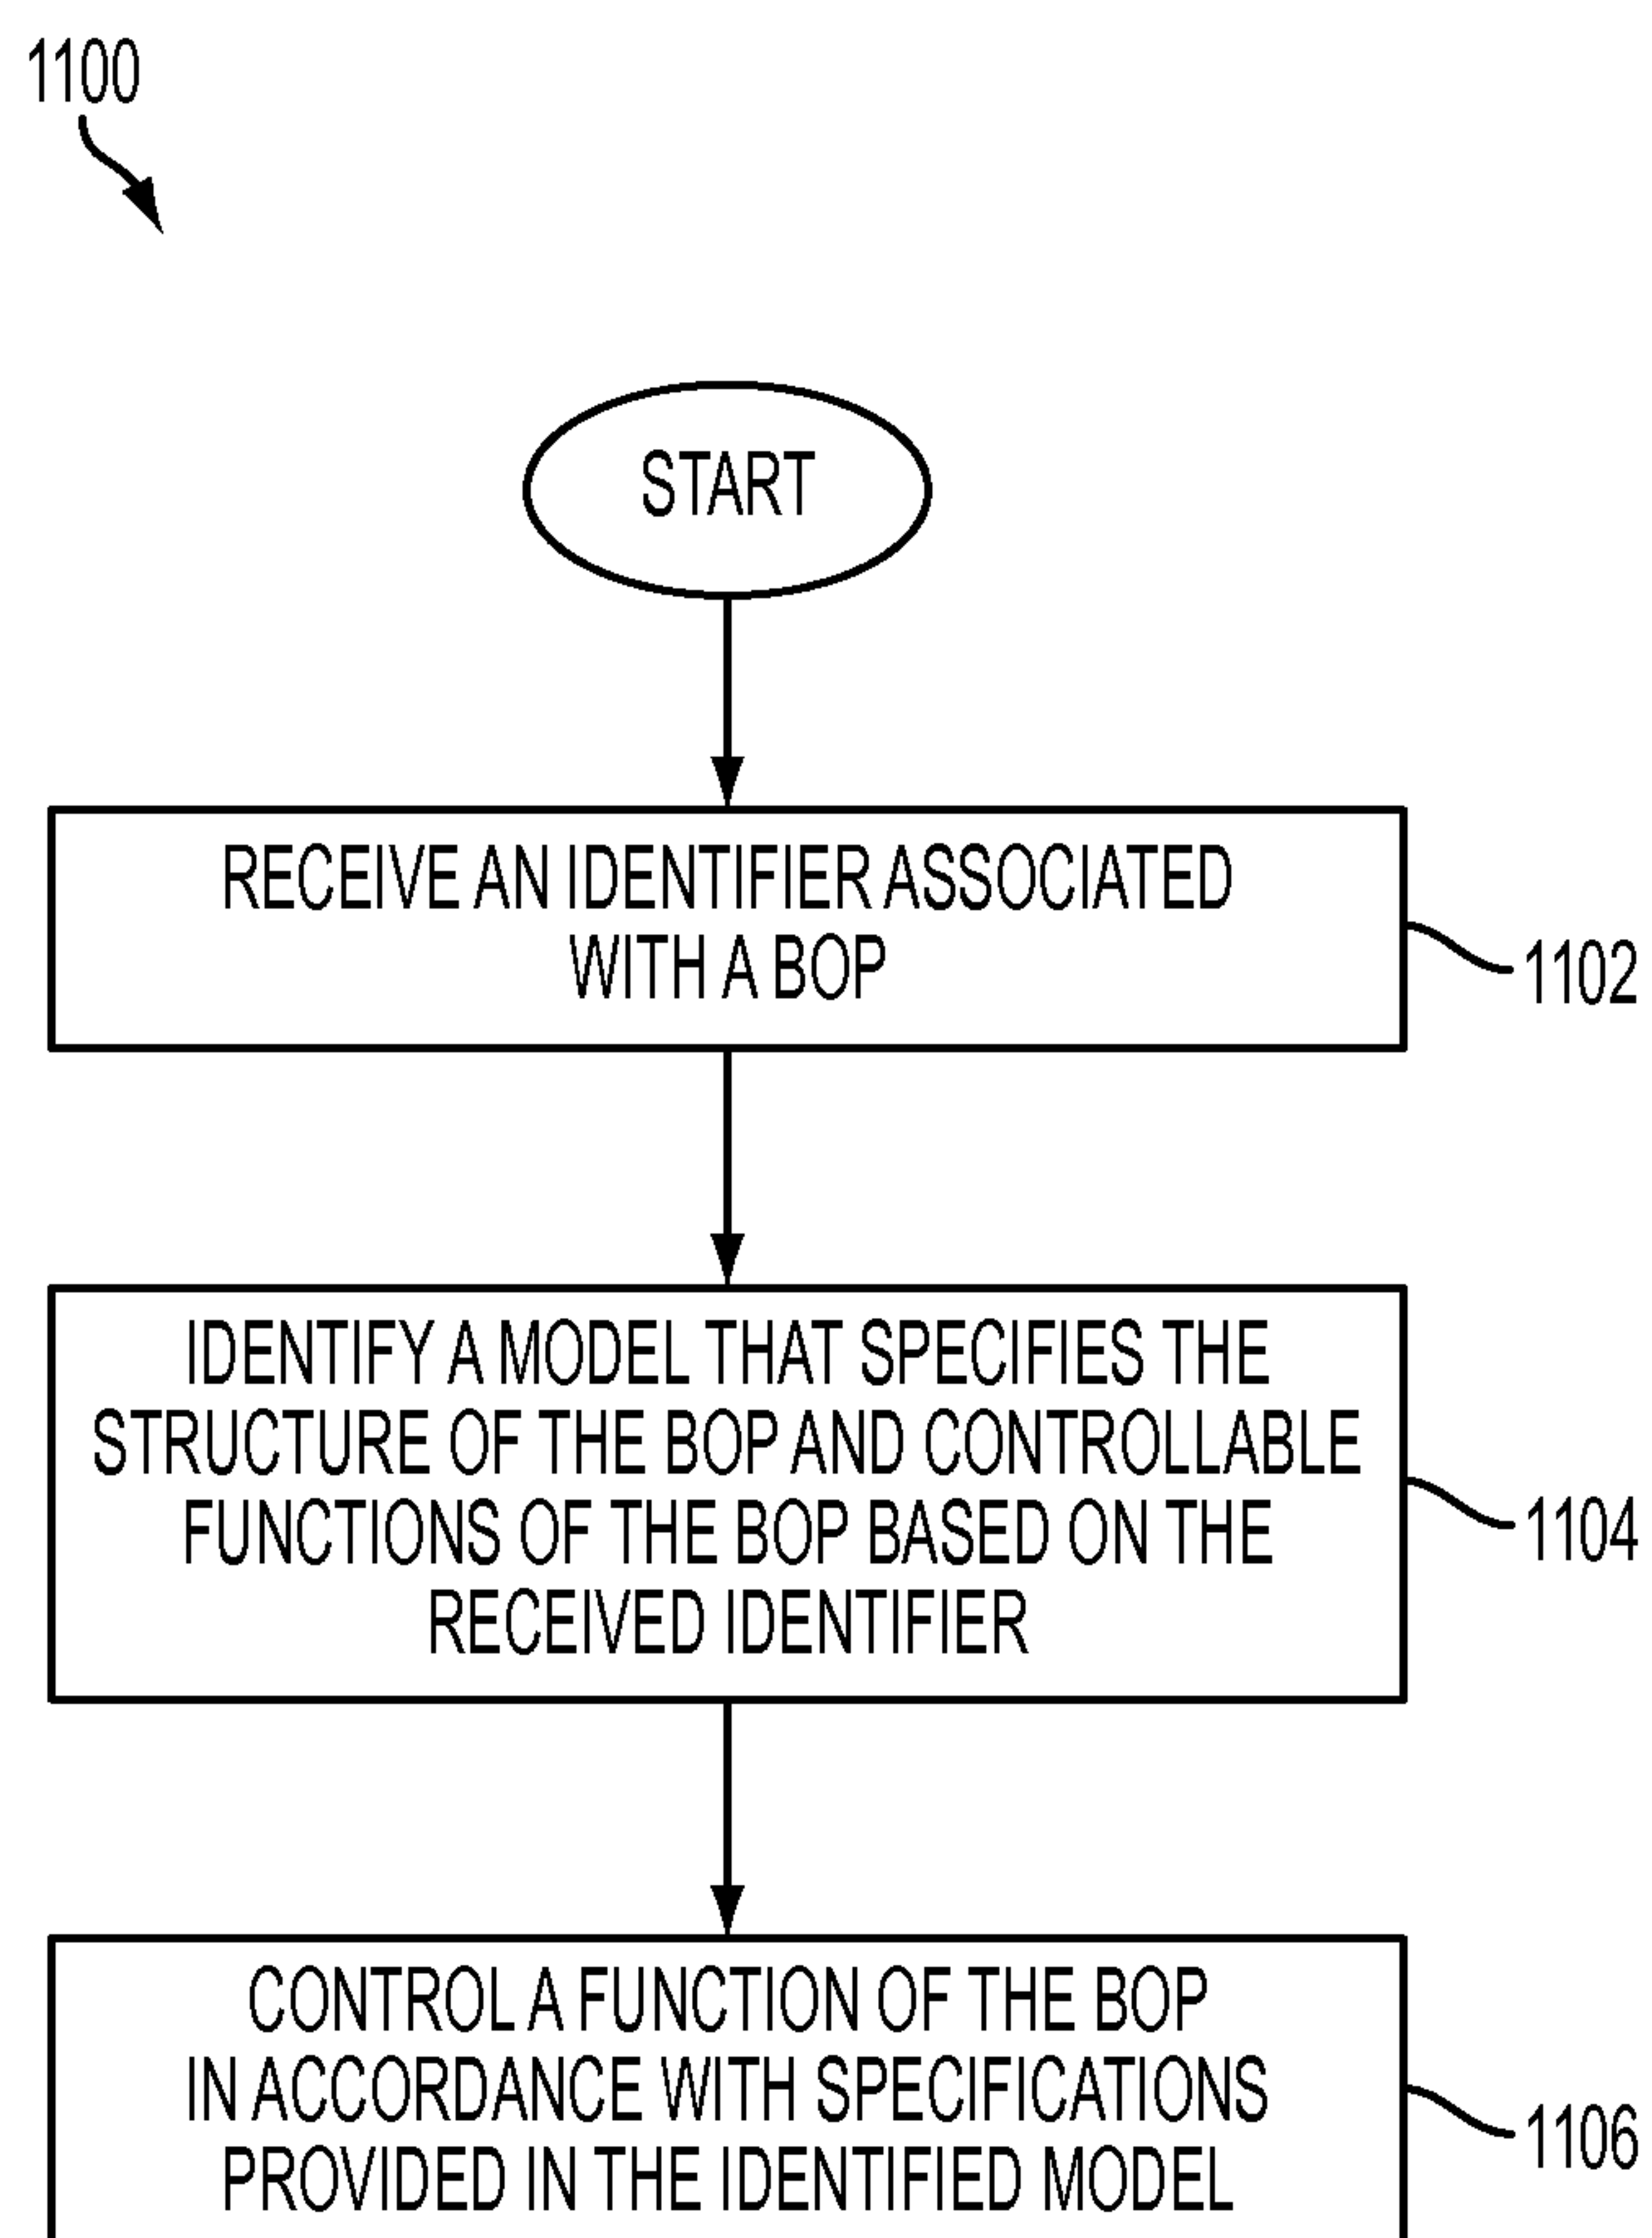 1100
START
RECEIVE AN IDENTIFIER ASSOCIATED
WITH A BOP
1102
IDENTIFY A MODEL THAT SPECIFIES THE
STRUCTURE OF THE BOP AND CONTROLLABLE
FUNCTIONS OF THE BOP BASED ON THE
RECEIVED IDENTIFIER
1104
CONTROL A FUNCTION OF THE BOP
IN ACCORDANCE WITH SPECIFICATIONS
PROVIDED IN THE IDENTIFIED MODEL
1106